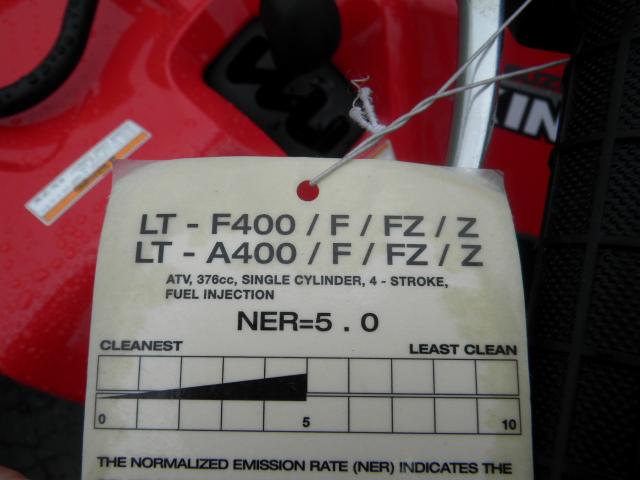 KIN
LT - F400 / F / FZ / Z
LT - A400 / F / FZ / Z
ATV, 376cc, SINGLE CYLINDER, 4 - STROKE,
FUEL INJECTION
NER=5 . 0
CLEANEST LEAST CLEAN
0 5 10
THE NORMALIZED EMISSION RATE (NER) INDICATES THE